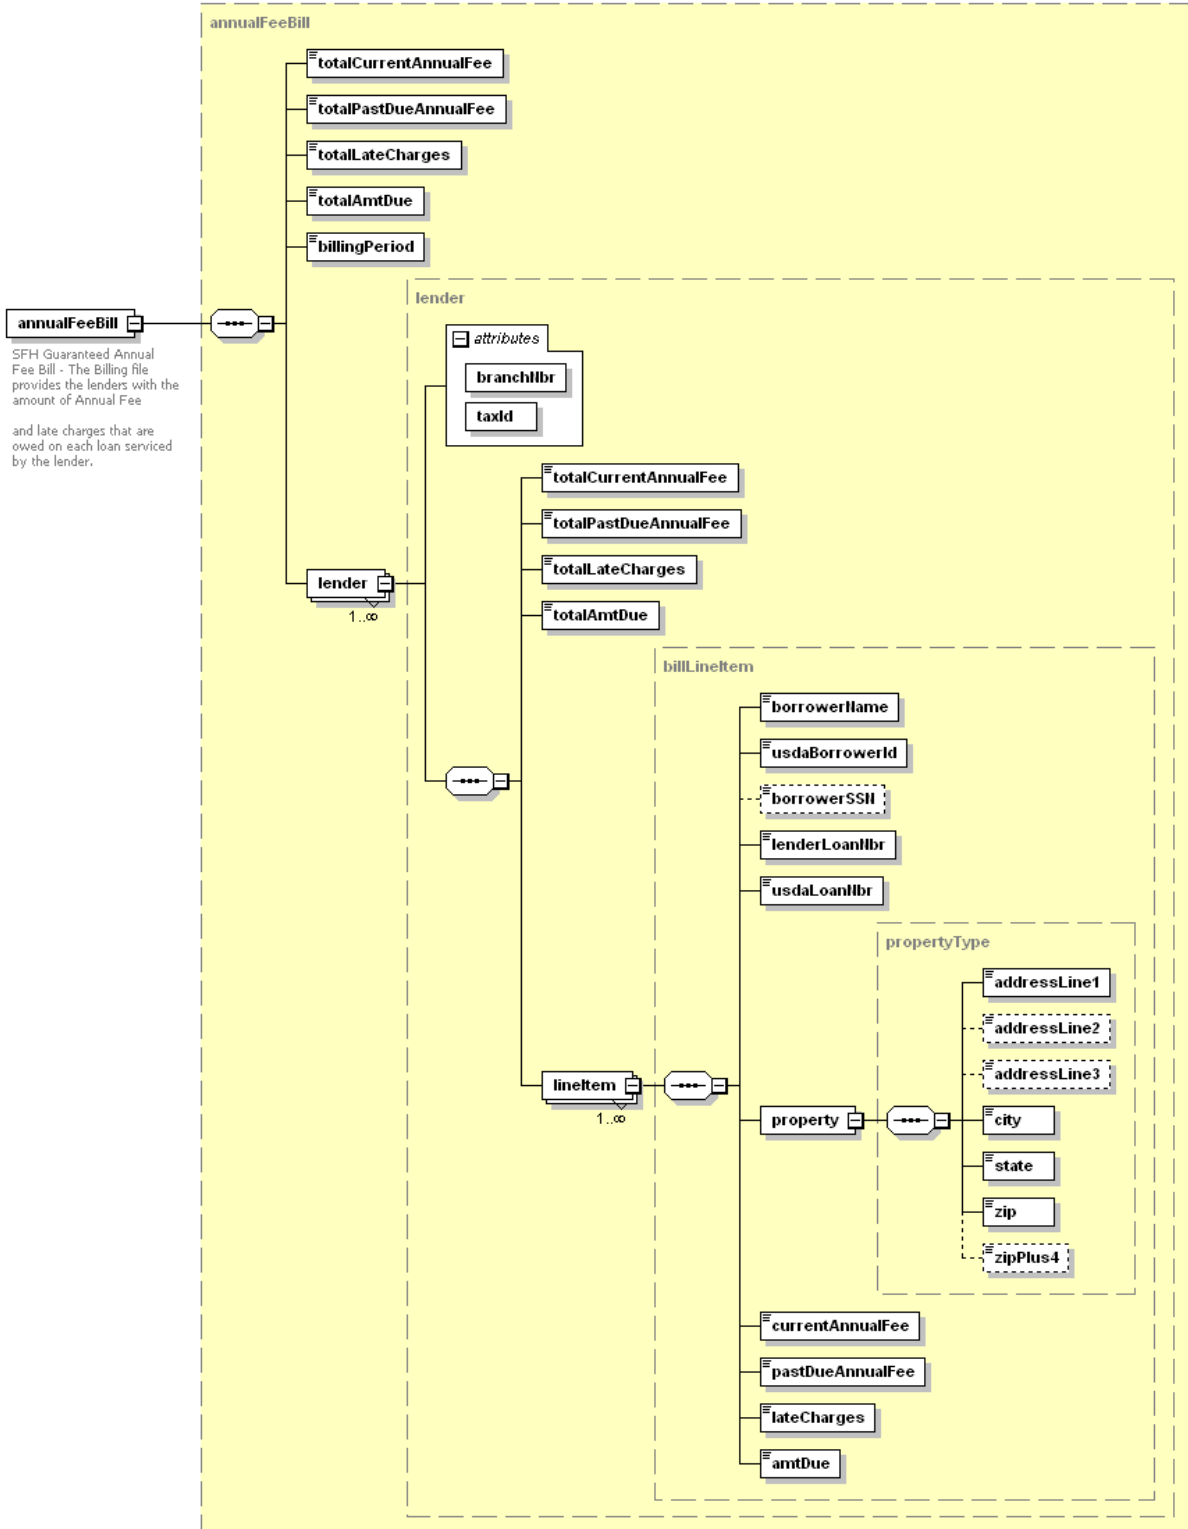 annualFeeBill
totalCurrentAnnualFee
totalPastDueAnnualFee
totalLateCharges
totalAmtDue
billingPeriod
annualFeeBill
SFH Guaranteed Annual
Fee Bill - The Billing file
provides the lenders with the
amount of Annual Fee
and late charges that are
owed on each loan serviced
by the lender.
lender
attributes
branchNbr
taxId
lender
1..∞
totalCurrentAnnualFee
totalPastDueAnnualFee
totalLateCharges
totalAmtDue
billLineItem
borrowerName
usdaBorrowerId
borrowerSSN
lenderLoanNbr
usdaLoanNbr
lineItem
1..∞
property
propertyType
addressLine1
addressLine2
addressLine3
city
state
zip
zipPlus4
currentAnnualFee
pastDueAnnualFee
lateCharges
amtDue